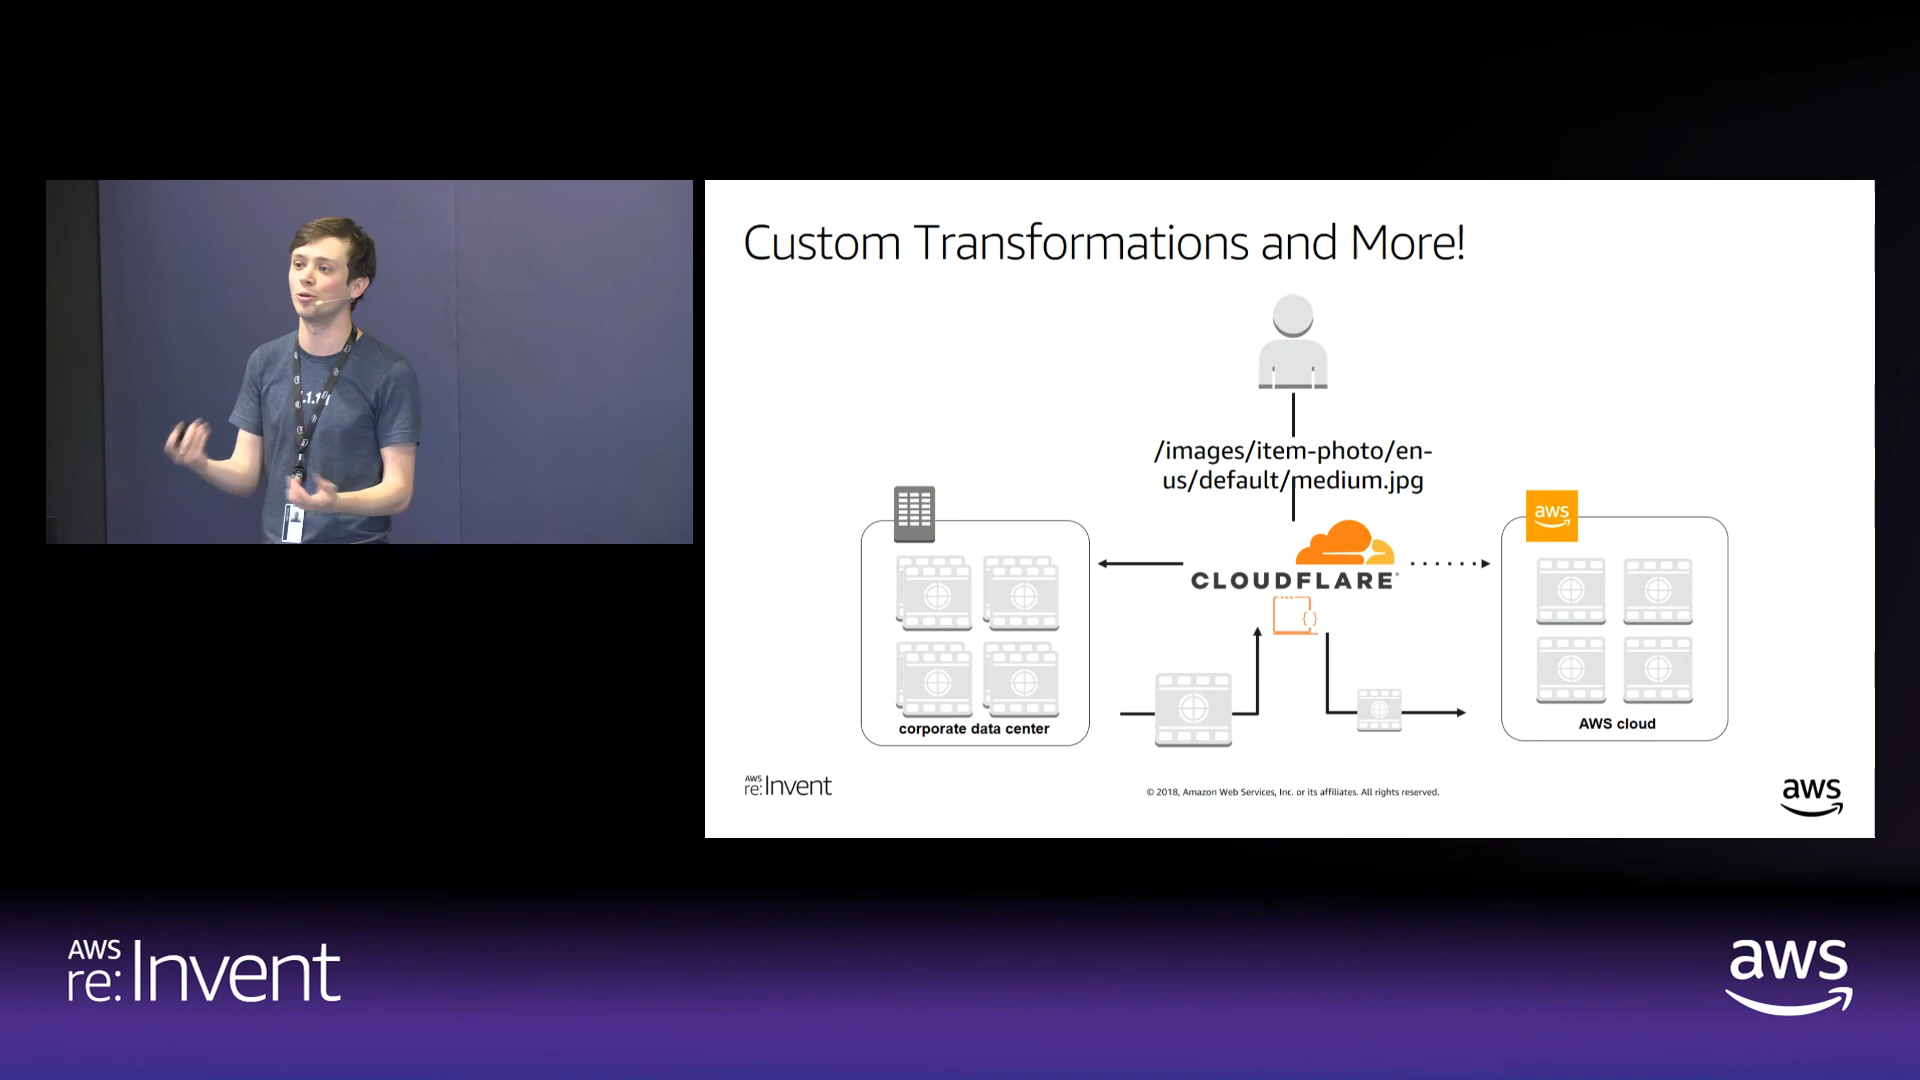 Custom Transformations and More!
/images/item-photo/en-
us/default/medium.jpg
aws
CLOUDFLARE
{}
corporate data center
AWS cloud
AWS
re:Invent
© 2018, Amazon Web Services, Inc. or its affiliates. All rights reserved.
aws
AWS
re:Invent
aws